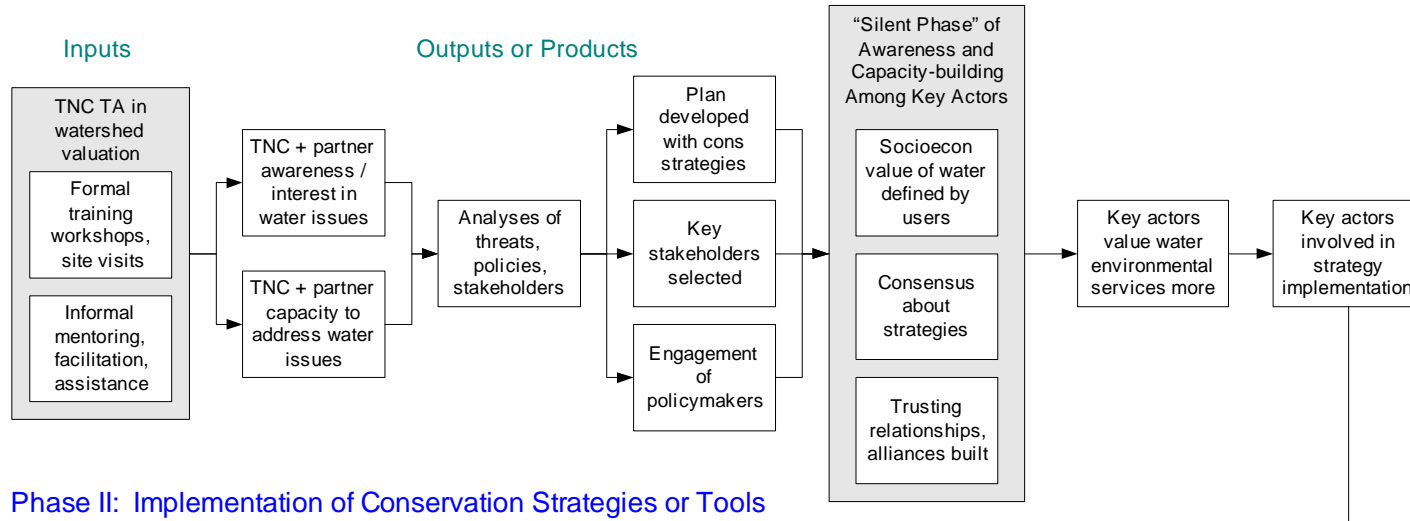 Inputs
Outputs or Products
TNC TA in
watershed
valuation
Formal
training
workshops,
site visits
Informal
mentoring,
facilitation,
assistance
TNC + partner
awareness /
interest in
water issues
TNC + partner
capacity to
address water
issues
Analyses of
threats,
policies,
stakeholders
Plan
developed
with cons
strategies
Key
stakeholders
selected
Engagement
of
policymakers
“Silent Phase” of
Awareness and
Capacity-building
Among Key Actors
Socioecon
value of water
defined by
users
Consensus
about
strategies
Trusting
relationships,
alliances built
Key actors
value water
environmental
services more
Key actors
involved in
strategy
implementation
Phase II: Implementation of Conservation Strategies or Tools